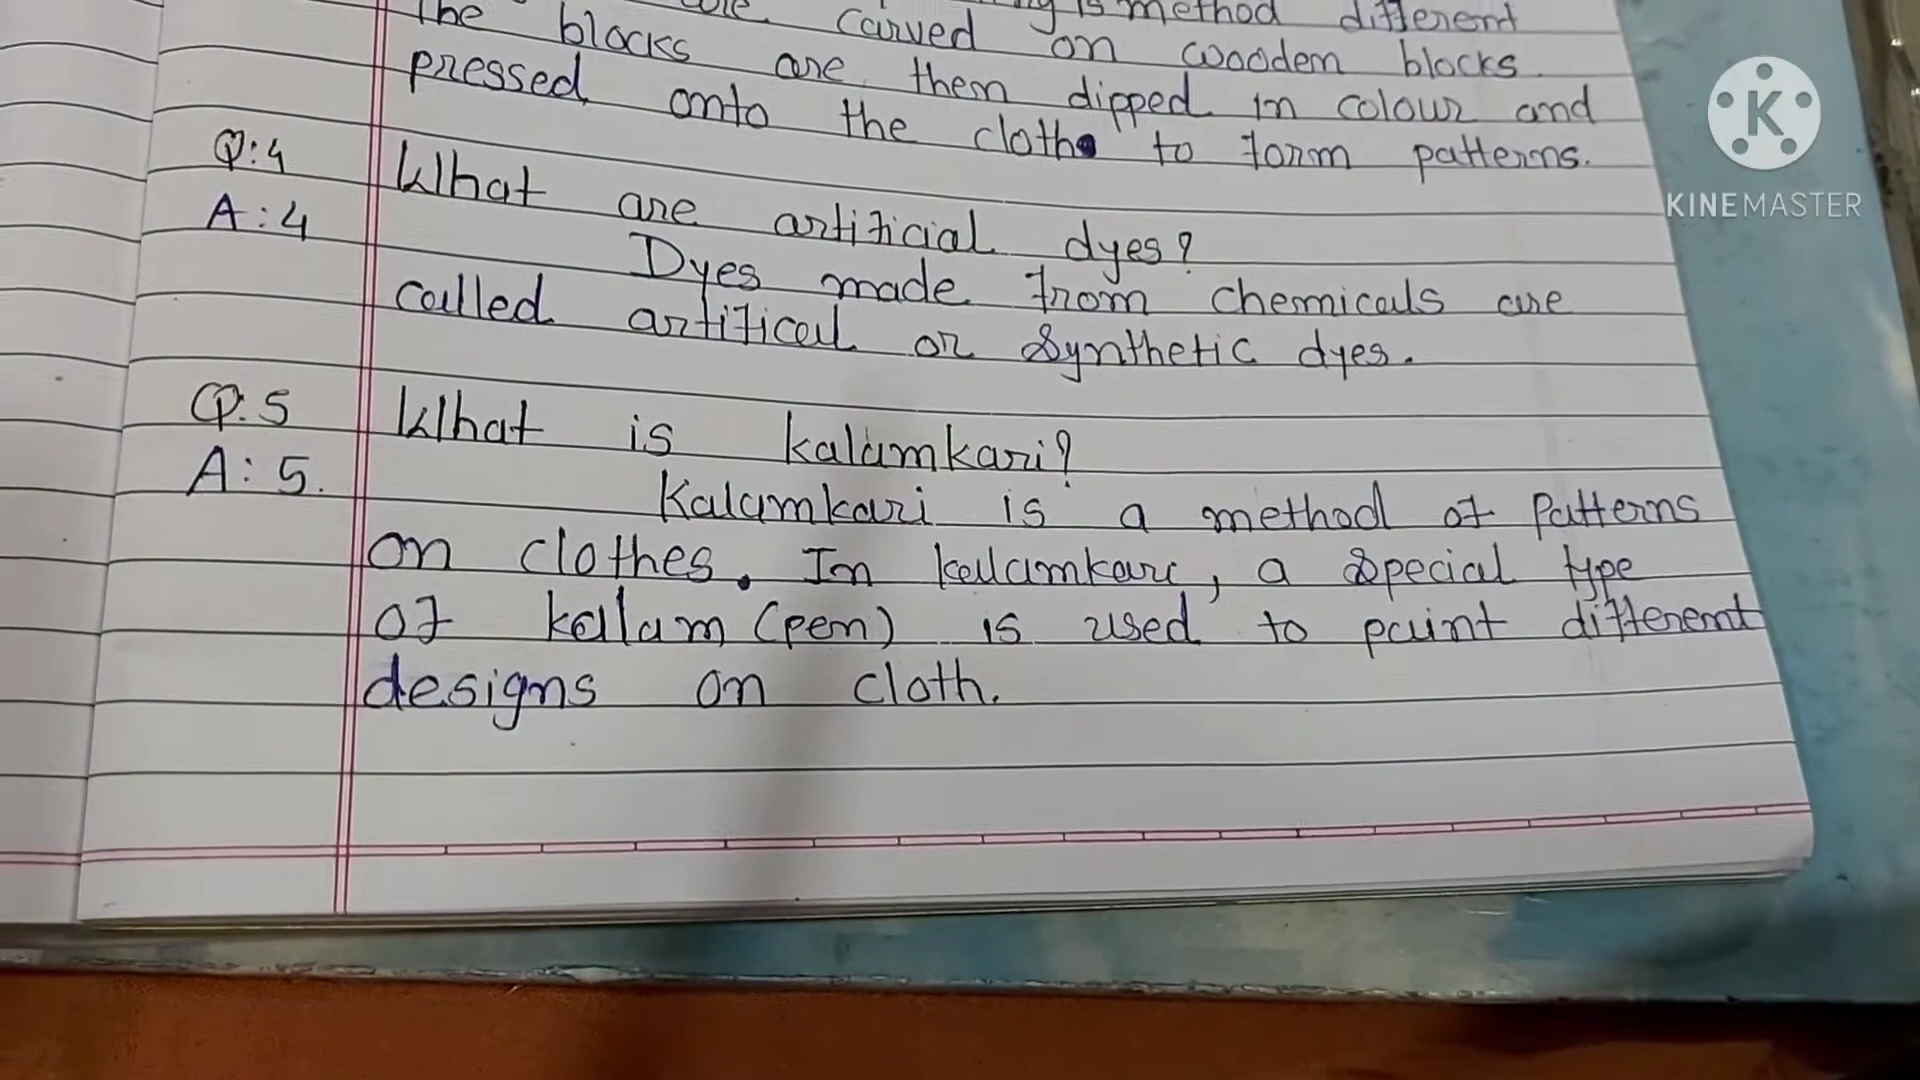 is method different
carved on wooden blocks.
The blocks are them dipped in colour and
pressed onto the cloth to form patterns.
Q:4 What are artificial dyes?
A:4 Dyes made from chemicals are
called artifical or synthetic dyes.
Q.5 What is kalamkari?
A:5. Kalamkari is a method of Patterns
on clothes. In kalamkari, a special type
of kallam (pen) is used to paint different
designs on cloth.
K
KINEMASTER